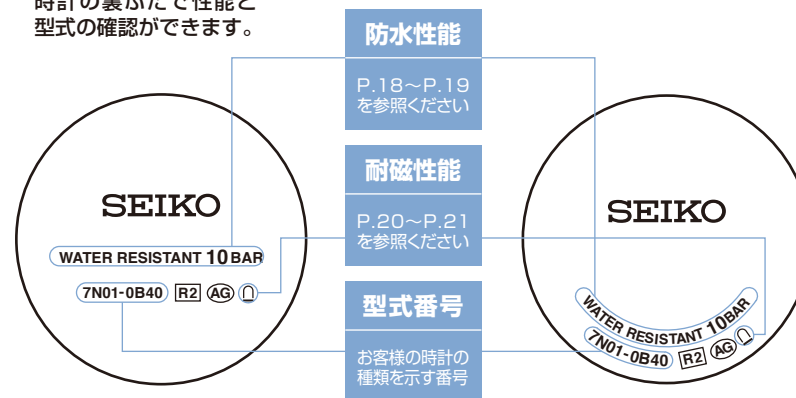 時計の裏ぶたで性能と
型式の確認ができます。
防水性能
P.18〜P.19
を参照ください
耐磁性能
P.20〜P.21
を参照ください
型式番号
お客様の時計の
種類を示す番号
SEIKO
WATER RESISTANT 10 BAR
7N01-0B40 R2 AG
SEIKO
WATER RESISTANT 10BAR
7N01-0B40 R2 AG